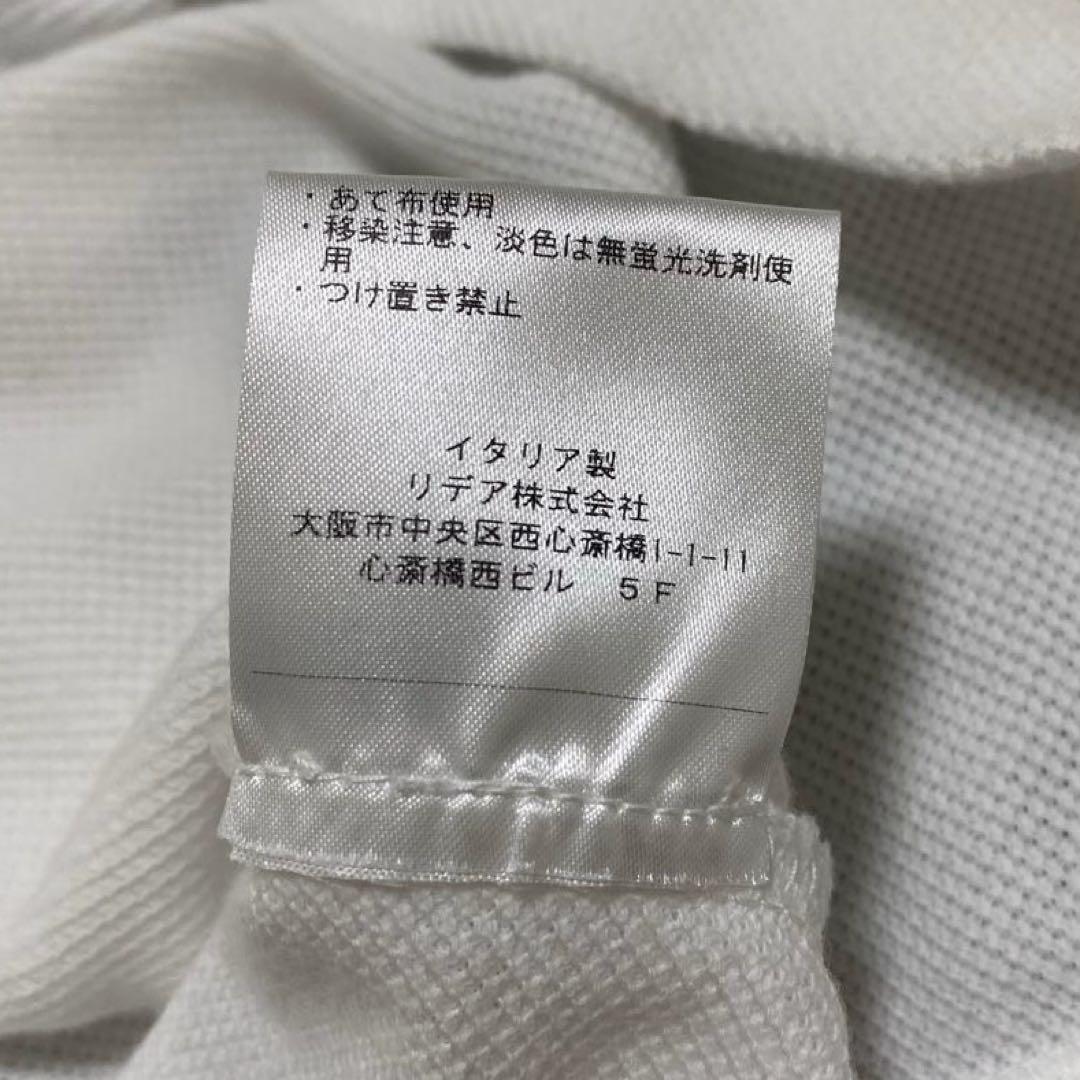 ・あて布使用
・移染注意、淡色は無蛍光洗剤使
用
・つけ置き禁止
イタリア製
リデア株式会社
大阪市中央区西心斎橋1-1-11
心斎橋西ビル　5F